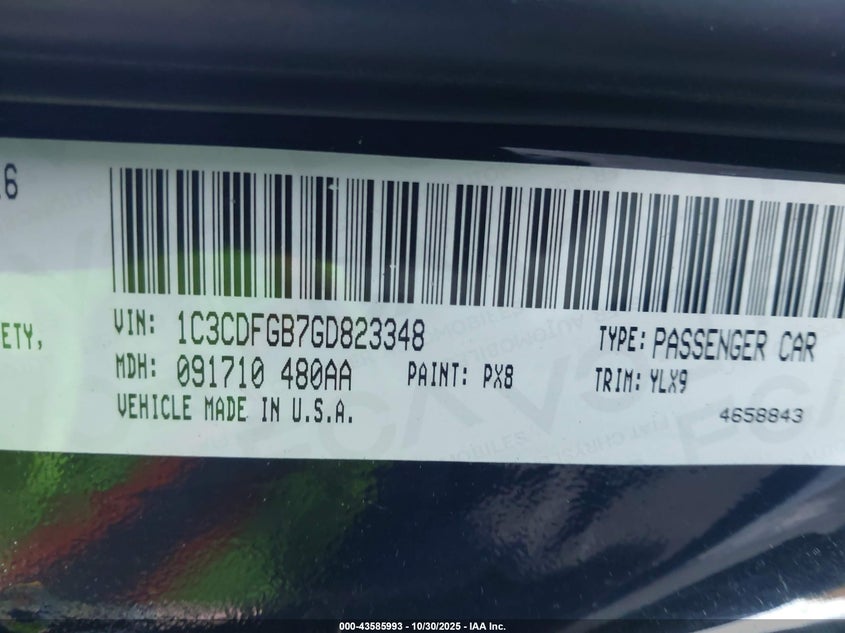 6
ETY,
VIN: 1C3CDFGB7GD823348 TYPE: PASSENGER CAR
MDH: 091710 480AA PAINT: PX8 TRIM: YLX9
VEHICLE MADE IN U.S.A. 4658843
000-43585993 - 10/30/2025 - IAA Inc.